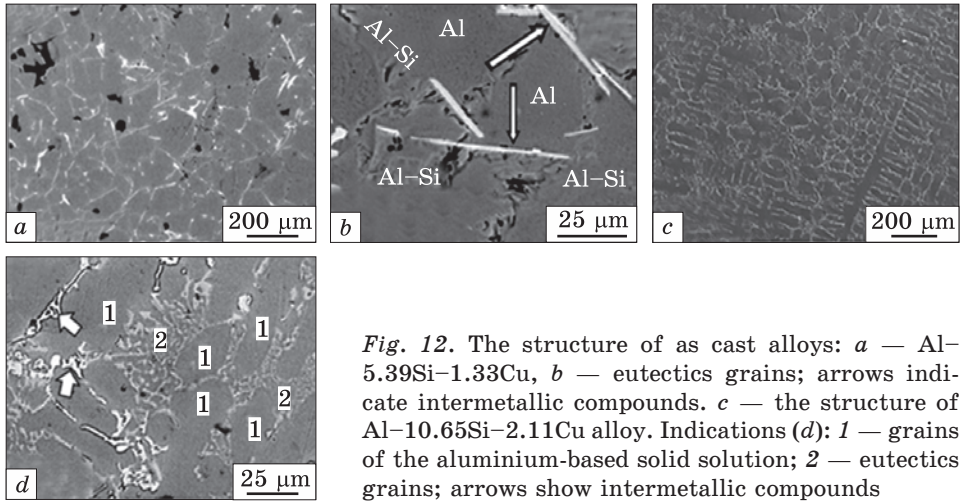 a
200 µm
Al–Si
Al
Al
Al–Si
Al–Si
b
25 µm
c
200 µm
1
2
1
1
1
2
1
d
25 µm
Fig. 12. The structure of as cast alloys: a — Al–
5.39Si–1.33Cu, b — eutectics grains; arrows indi-
cate intermetallic compounds. c — the structure of
Al–10.65Si–2.11Cu alloy. Indications (d): 1 — grains
of the aluminium-based solid solution; 2 — eutectics
grains; arrows show intermetallic compounds